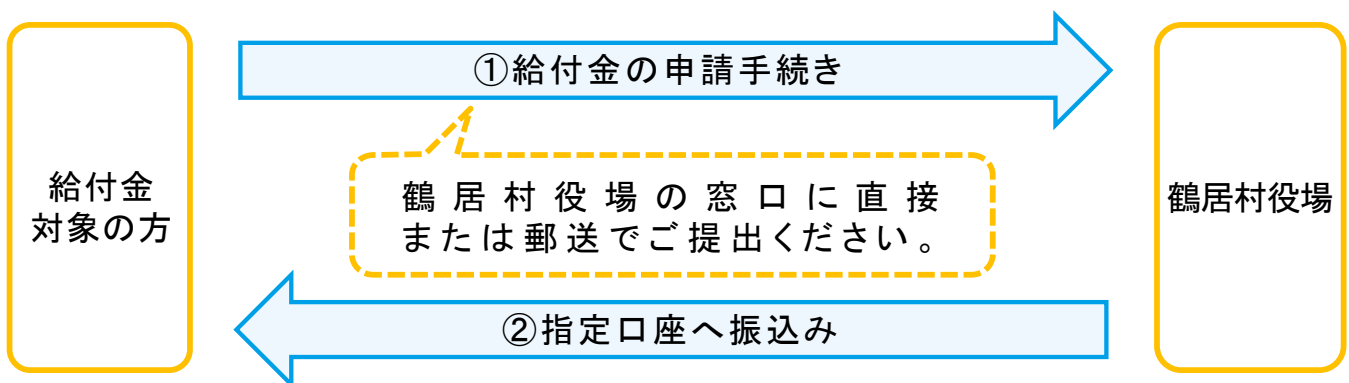 ①給付金の申請手続き
給付金
対象の方
鶴居村役場の窓口に直接
または郵送でご提出ください。
鶴居村役場
②指定口座へ振込み